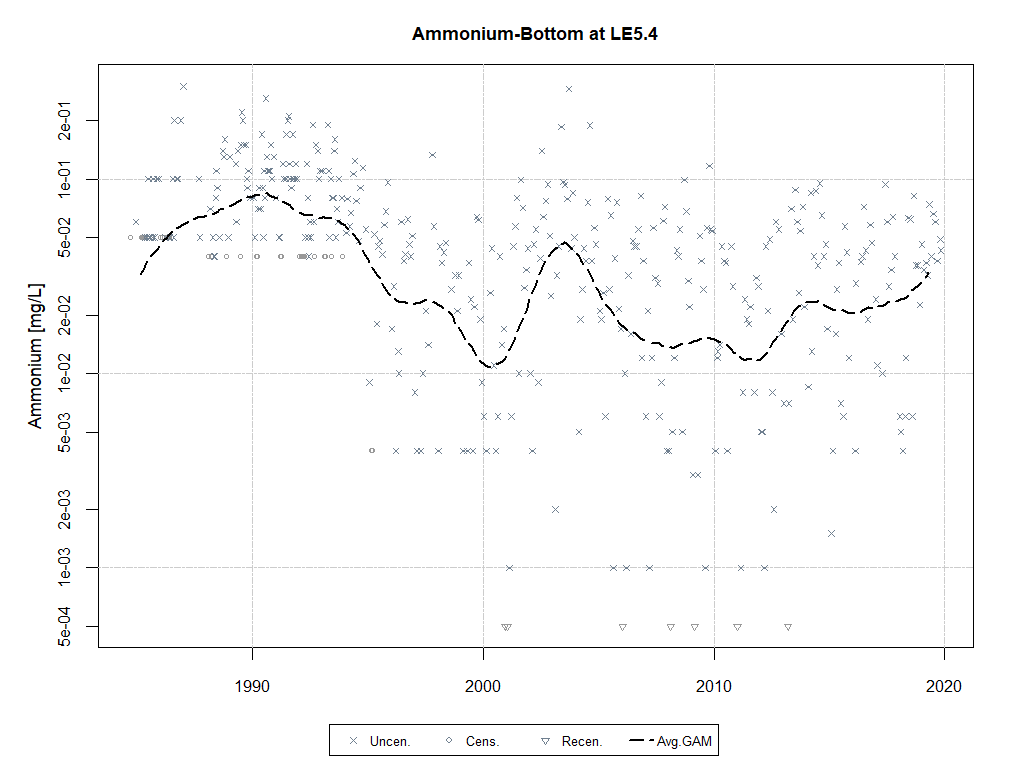 Ammonium-Bottom at LE5.4
Ammonium [mg/L]
2e-01
1e-01
5e-02
2e-02
1e-02
5e-03
2e-03
1e-03
5e-04
1990 2000 2010 2020
Uncen. Cens. Recen. Avg.GAM